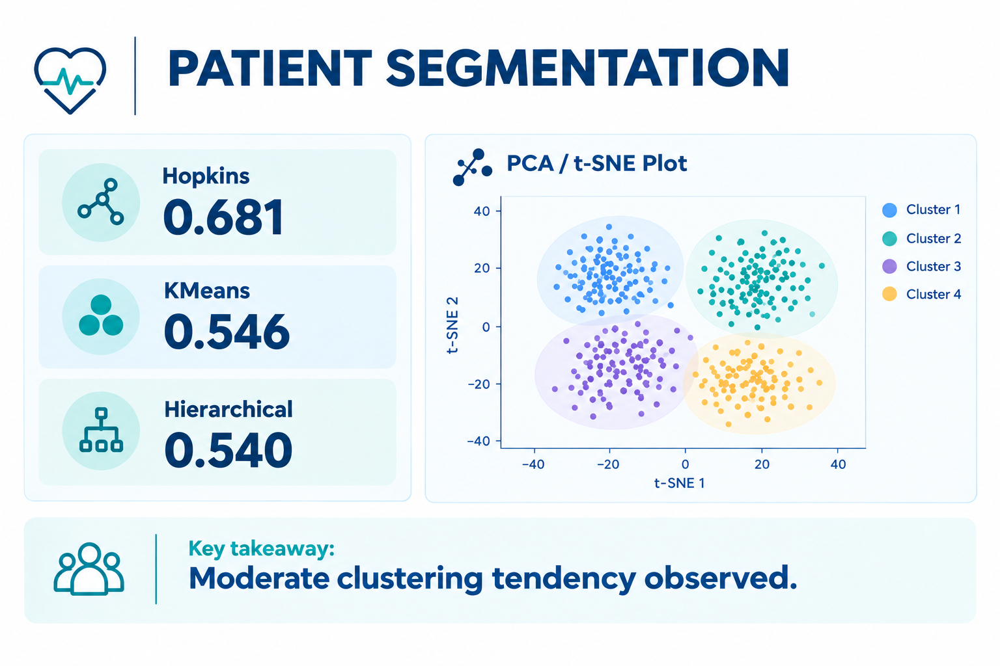 PATIENT SEGMENTATION
Hopkins
0.681
KMeans
0.546
Hierarchical
0.540
PCA / t-SNE Plot
40
20
0
−20
−40
t-SNE 2
−40
−20
0
20
40
t-SNE 1
Cluster 1
Cluster 2
Cluster 3
Cluster 4
Key takeaway:
Moderate clustering tendency observed.